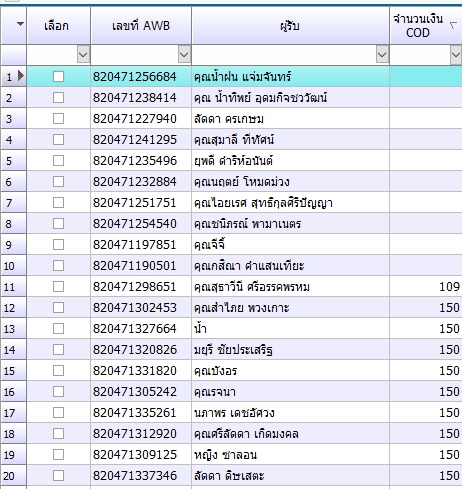 เลือก เลขที่ AWB ผู้รับ จำนวนเงิน COD
1 820471256684 คุณน้ำฝน แจ่มจันทร์
2 820471238414 คุณ น้ำทิพย์ อุดมกิจชววัฒน์
3 820471227940 ลัดดา ครเกษม
4 820471241295 คุณสุมาลี ทีทัศน์
5 820471235496 ยุพดี ดำริห์อนันต์
6 820471232884 คุณนฤตย์ โหมดม่วง
7 820471251751 คุณไอยเรศ สุทธิกุลศิริปัญญา
8 820471254540 คุณชนิภรณ์ พามาเนตร
9 820471197851 คุณจีจี้
10 820471190501 คุณกสิณา คำแสนเทียะ
11 820471298651 คุณสุธาวินี ศรีอรรคพรหม 109
12 820471302453 คุณสำไภย พวงเกาะ 150
13 820471327664 น้ำ 150
14 820471320826 มยุรี ชัยประเสริฐ 150
15 820471331820 คุณบังอร 150
16 820471305242 คุณรจนา 150
17 820471335261 นภาพร เดชอัศวง 150
18 820471312920 คุณศรีลัดดา เกิดมงคล 150
19 820471309125 หญิง ชาลอน 150
20 820471337346 ลัดดา ดิษเสตะ 150